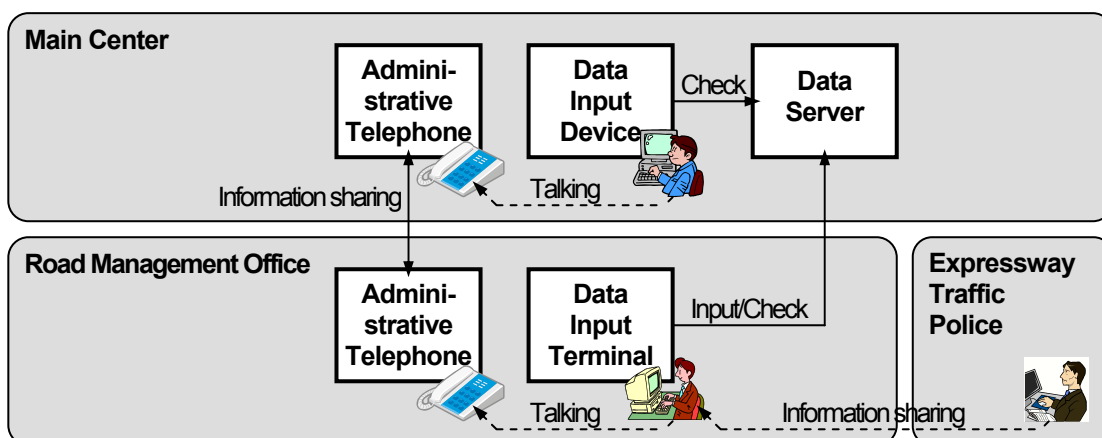 Main Center
Admini-
strative
Telephone
Data
Input
Device
Check
Data
Server
Talking
Information sharing
Road Management Office
Admini-
strative
Telephone
Data
Input
Terminal
Input/Check
Talking
Information sharing
Expressway
Traffic
Police